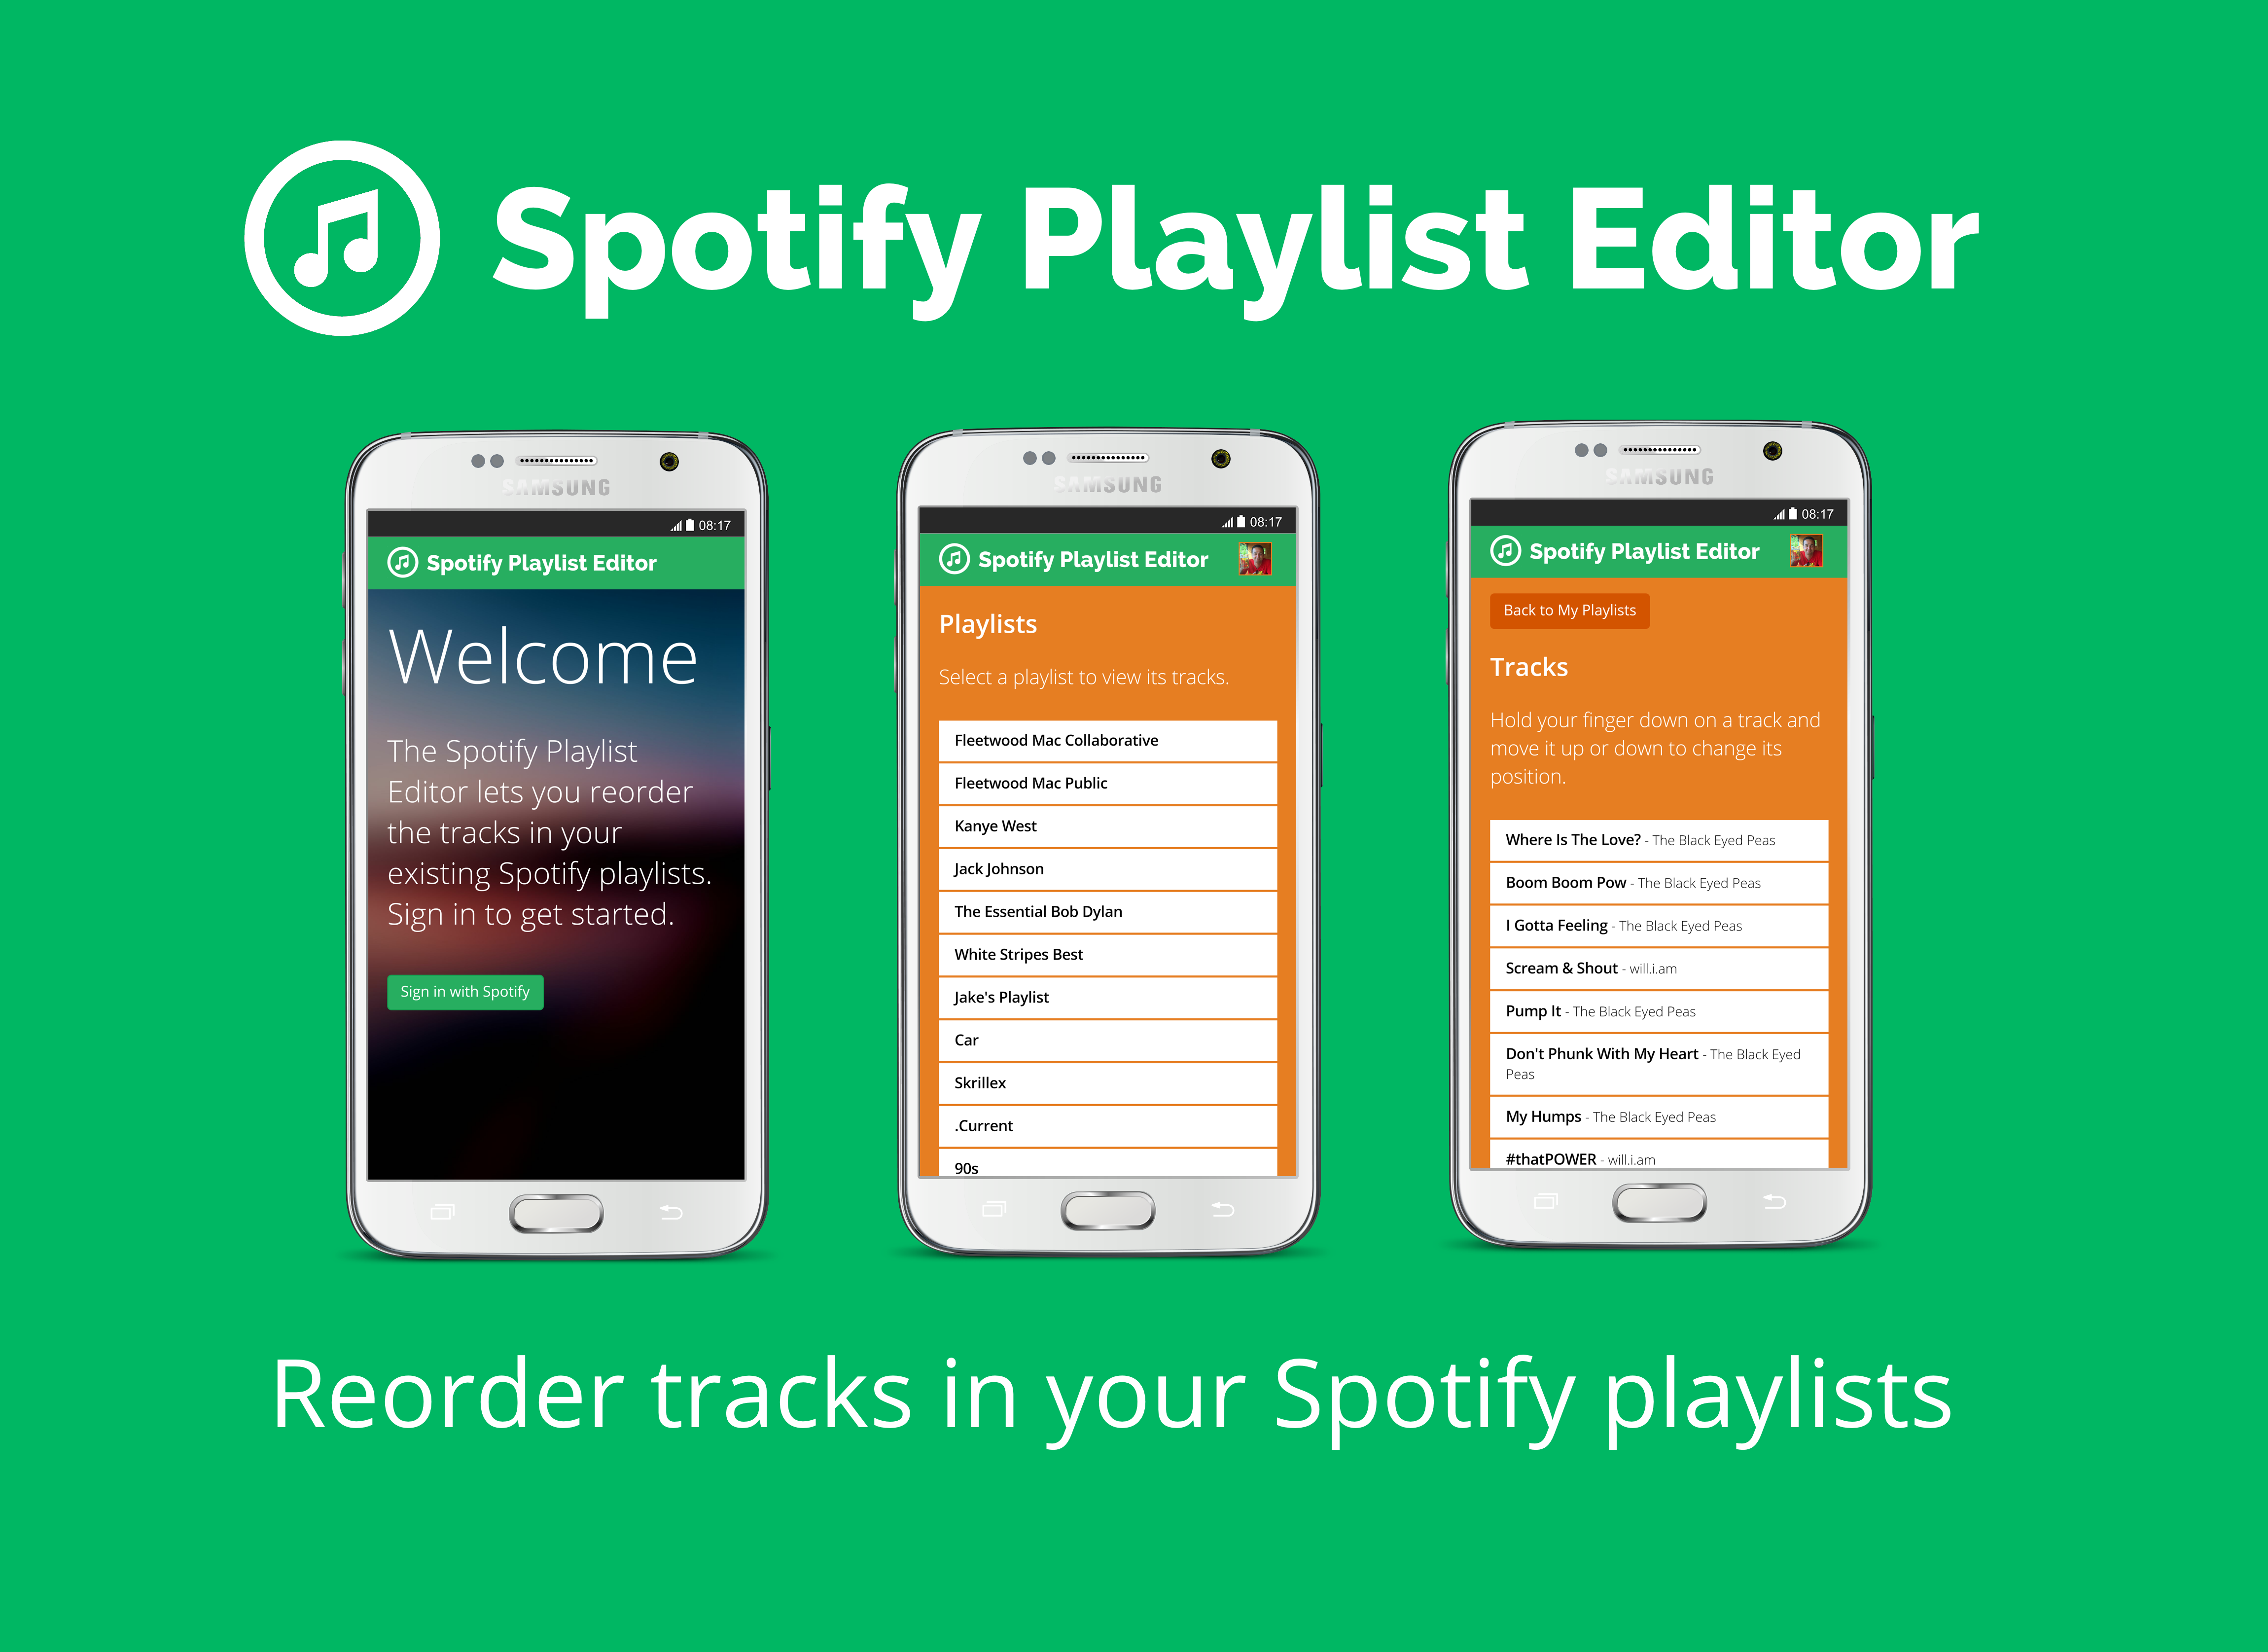 Spotify Playlist Editor
SAMSUNG
08:17
Spotify Playlist Editor
Welcome
The Spotify Playlist
Editor lets you reorder
the tracks in your
existing Spotify playlists.
Sign in to get started.
Sign in with Spotify
SAMSUNG
08:17
Spotify Playlist Editor
Playlists
Select a playlist to view its tracks.
Fleetwood Mac Collaborative
Fleetwood Mac Public
Kanye West
Jack Johnson
The Essential Bob Dylan
White Stripes Best
Jake's Playlist
Car
Skrillex
.Current
90s
SAMSUNG
08:17
Spotify Playlist Editor
Back to My Playlists
Tracks
Hold your finger down on a track and
move it up or down to change its
position.
Where Is The Love? - The Black Eyed Peas
Boom Boom Pow - The Black Eyed Peas
I Gotta Feeling - The Black Eyed Peas
Scream & Shout - will.i.am
Pump It - The Black Eyed Peas
Don't Phunk With My Heart - The Black Eyed
Peas
My Humps - The Black Eyed Peas
#thatPOWER - will.i.am
Reorder tracks in your Spotify playlists